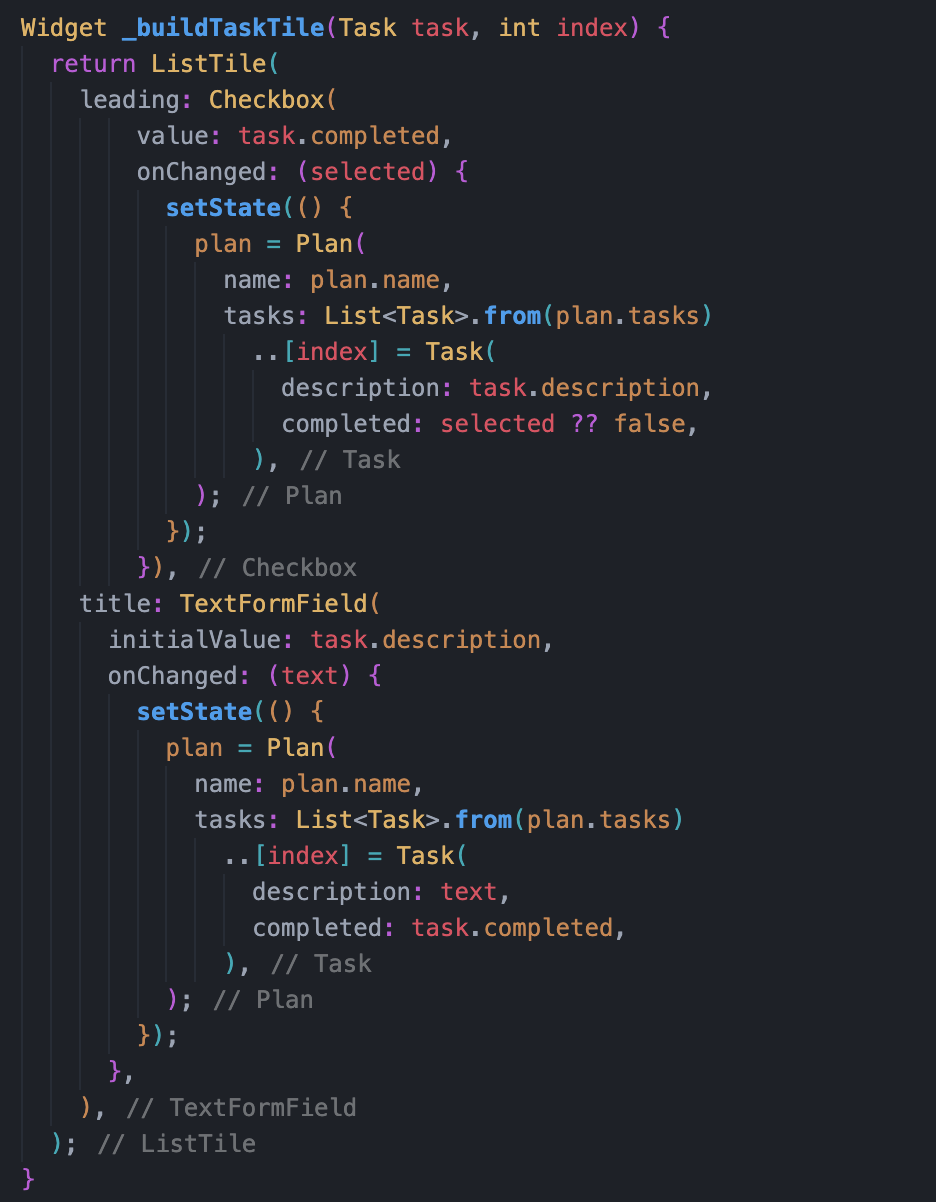 Widget _buildTaskTile(Task task, int index) {
  return ListTile(
    leading: Checkbox(
        value: task.completed,
        onChanged: (selected) {
          setState(() {
            plan = Plan(
              name: plan.name,
              tasks: List<Task>.from(plan.tasks)
                ..[index] = Task(
                  description: task.description,
                  completed: selected ?? false,
                ), // Task
            ); // Plan
          });
        }), // Checkbox
    title: TextFormField(
      initialValue: task.description,
      onChanged: (text) {
        setState(() {
          plan = Plan(
            name: plan.name,
            tasks: List<Task>.from(plan.tasks)
              ..[index] = Task(
                description: text,
                completed: task.completed,
              ), // Task
          ); // Plan
        });
      },
    ), // TextFormField
  ); // ListTile
}